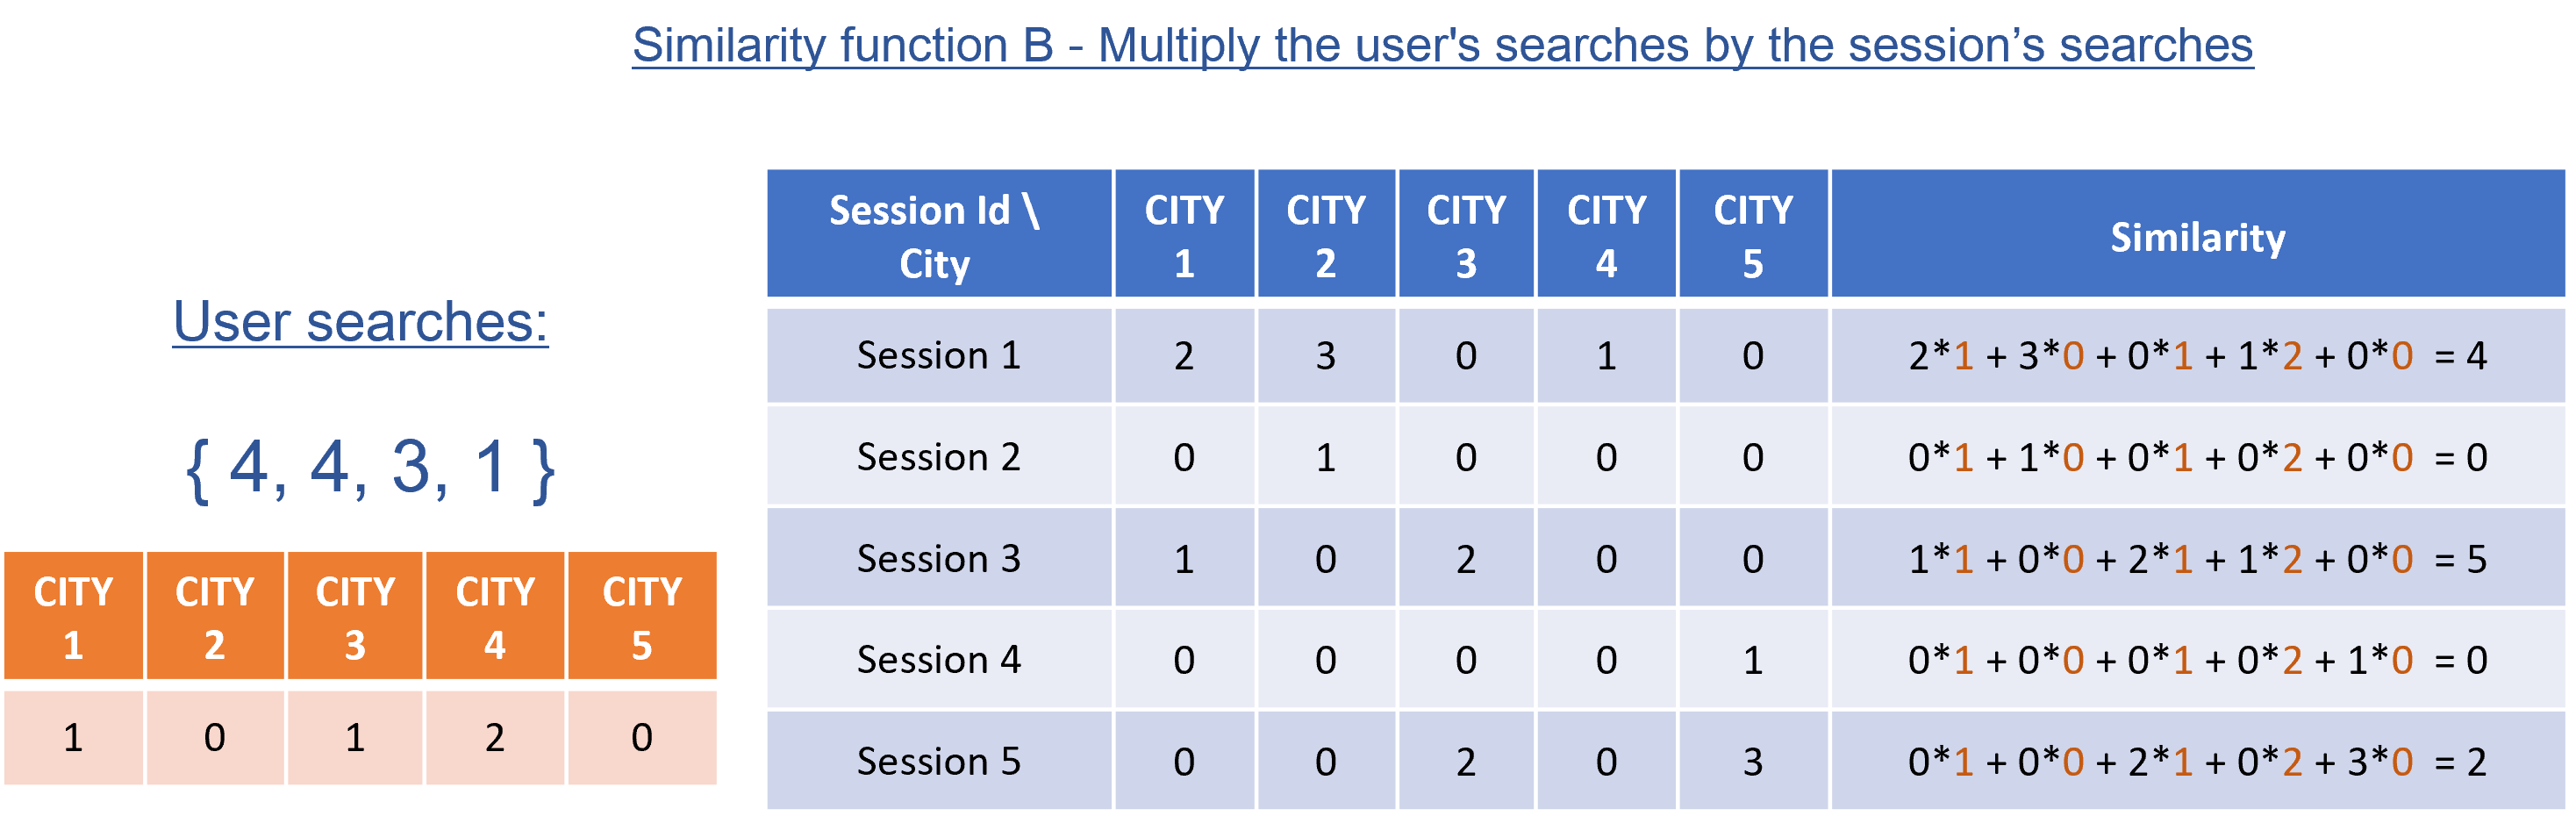 Similarity function B - Multiply the user's searches by the session’s searches
User searches:
{ 4, 4, 3, 1 }
CITY 1 CITY 2 CITY 3 CITY 4 CITY 5
1 0 1 2 0
Session Id \ City CITY 1 CITY 2 CITY 3 CITY 4 CITY 5 Similarity
Session 1 2 3 0 1 0 2*1 + 3*0 + 0*1 + 1*2 + 0*0 = 4
Session 2 0 1 0 0 0 0*1 + 1*0 + 0*1 + 0*2 + 0*0 = 0
Session 3 1 0 2 0 0 1*1 + 0*0 + 2*1 + 1*2 + 0*0 = 5
Session 4 0 0 0 0 1 0*1 + 0*0 + 0*1 + 0*2 + 1*0 = 0
Session 5 0 0 2 0 3 0*1 + 0*0 + 2*1 + 0*2 + 3*0 = 2